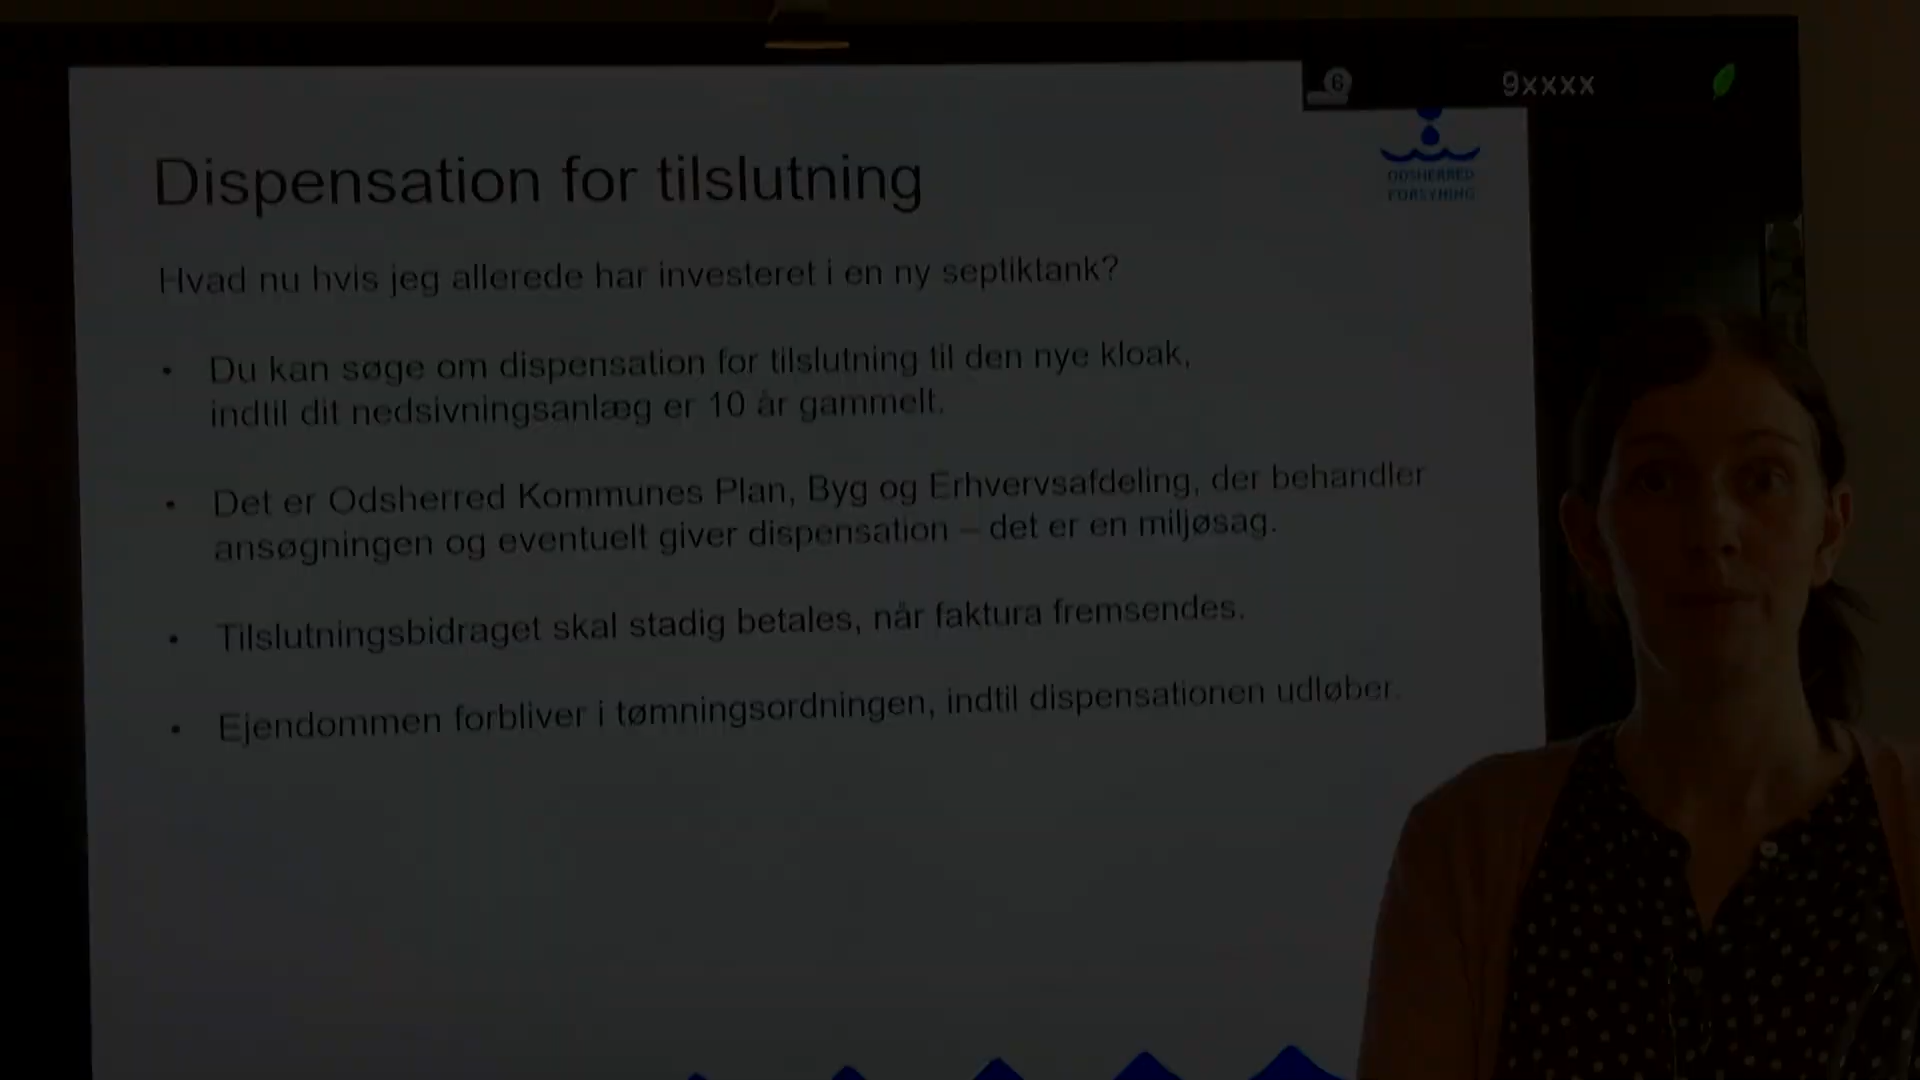 6
9xxxx
ODSHERRED
FORSYNING
Dispensation for tilslutning
Hvad nu hvis jeg allerede har investeret i en ny septiktank?
• Du kan søge om dispensation for tilslutning til den nye kloak,
indtil dit nedsivningsanlæg er 10 år gammelt.
• Det er Odsherred Kommunes Plan, Byg og Erhvervsafdeling, der behandler
ansøgningen og eventuelt giver dispensation – det er en miljøsag.
• Tilslutningsbidraget skal stadig betales, når faktura fremsendes.
• Ejendommen forbliver i tømningsordningen, indtil dispensationen udløber.